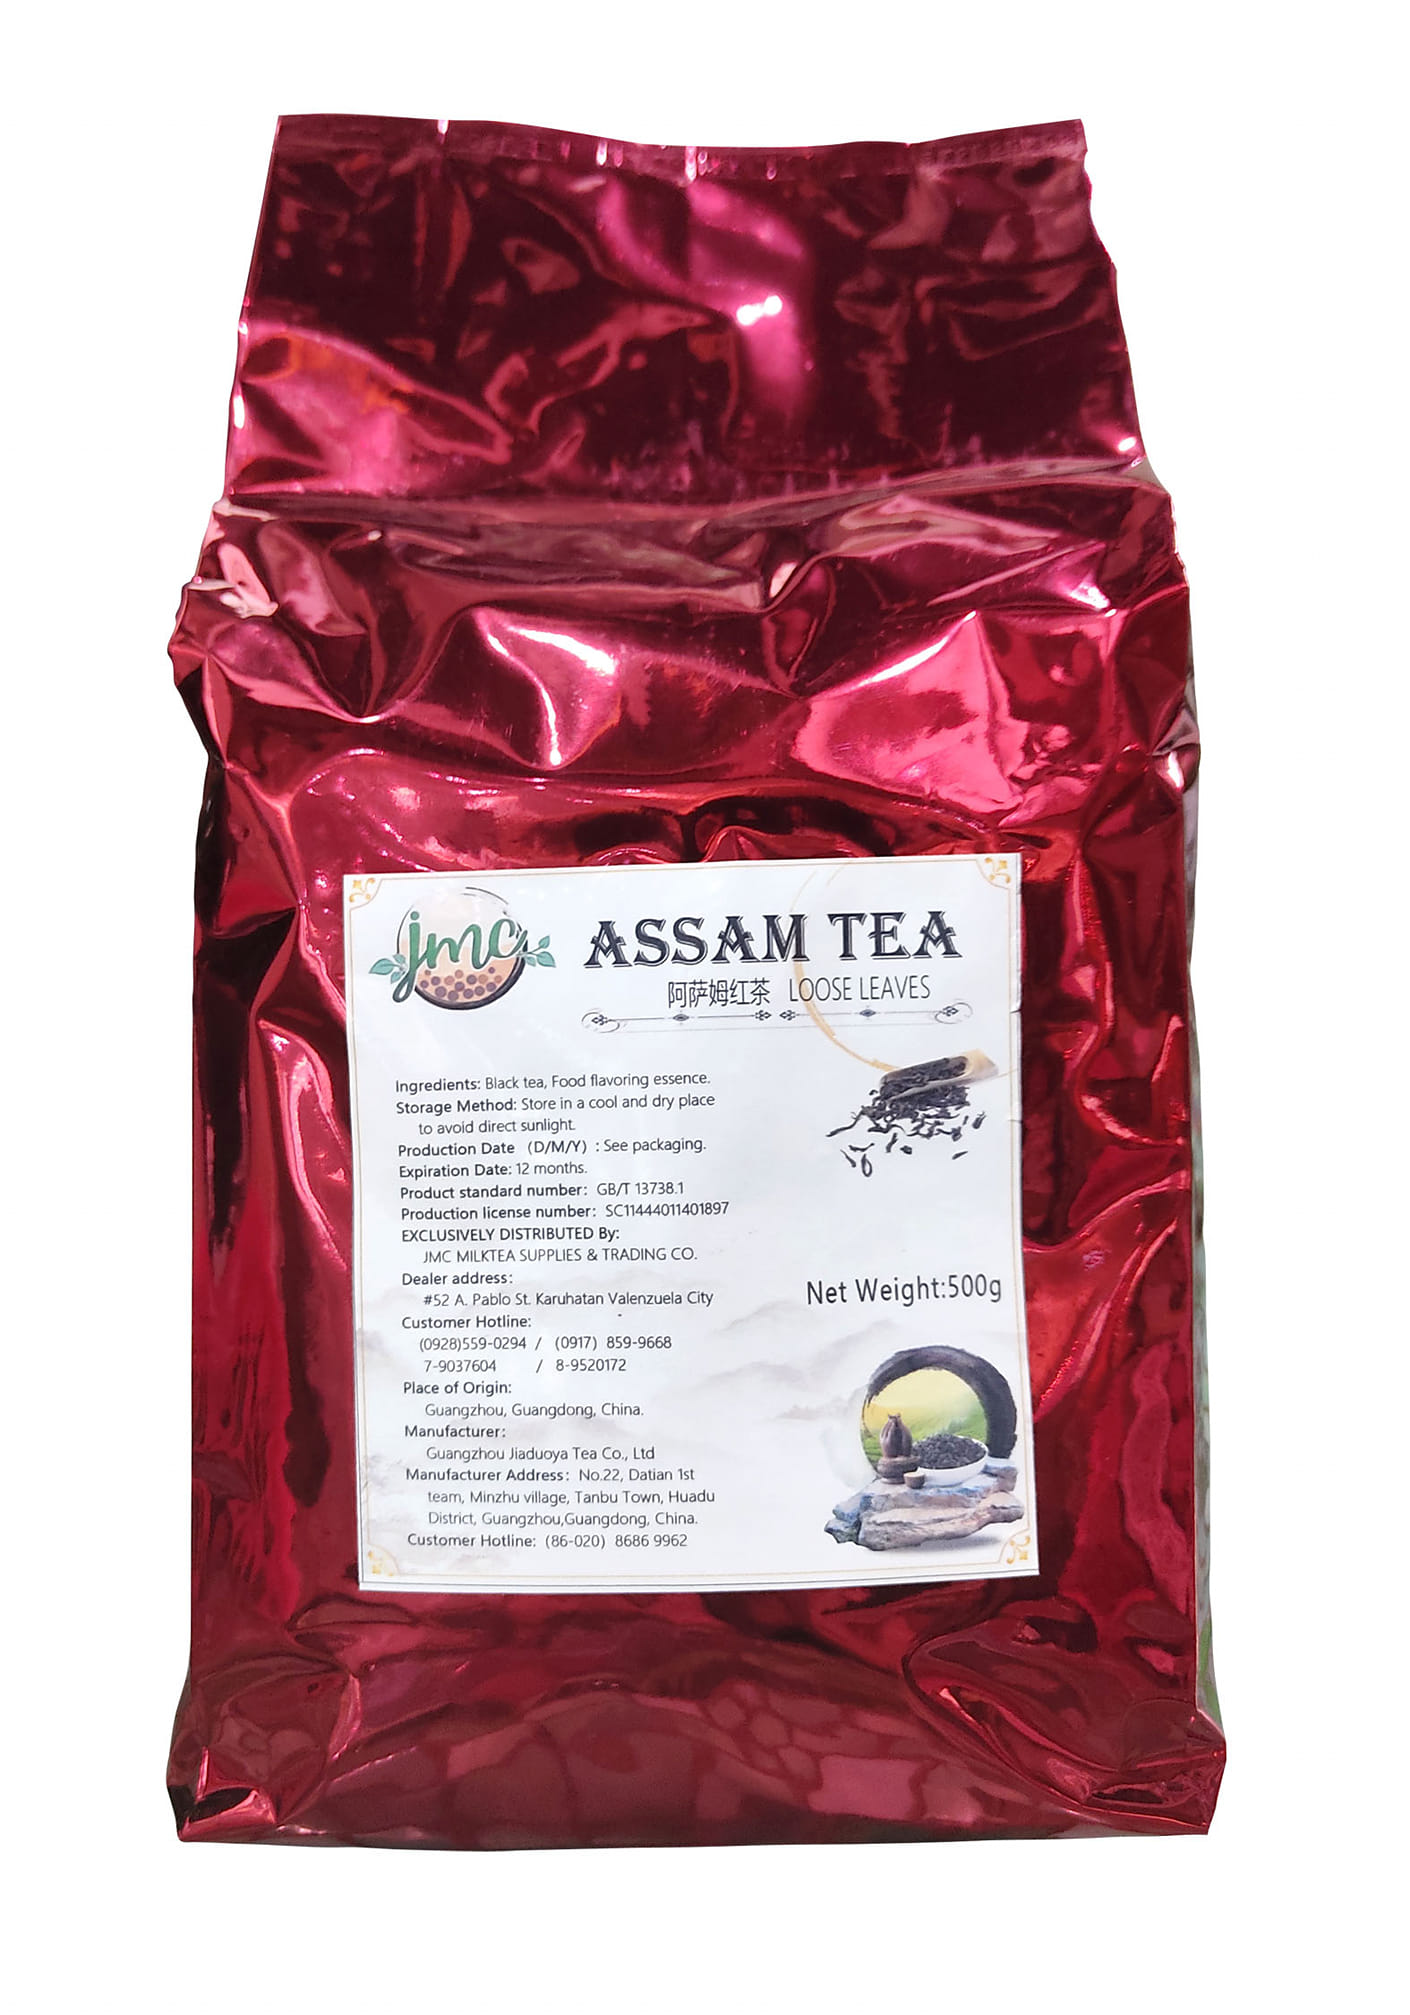 jmc
ASSAM TEA
阿萨姆红茶 LOOSE LEAVES
Ingredients: Black tea, Food flavoring essence.
Storage Method: Store in a cool and dry place
to avoid direct sunlight.
Production Date （D/M/Y）: See packaging.
Expiration Date: 12 months.
Product standard number: GB/T 13738.1
Production license number: SC11444011401897
EXCLUSIVELY DISTRIBUTED By:
JMC MILKTEA SUPPLIES & TRADING CO.
Dealer address:
#52 A. Pablo St. Karuhatan Valenzuela City
Net Weight:500g
Customer Hotline:
(0928)559-0294 / (0917) 859-9668
7-9037604 / 8-9520172
Place of Origin:
Guangzhou, Guangdong, China.
Manufacturer:
Guangzhou Jiaduoya Tea Co., Ltd
Manufacturer Address: No.22, Datian 1st
team, Minzhu village, Tanbu Town, Huadu
District, Guangzhou,Guangdong, China.
Customer Hotline: (86-020) 8686 9962